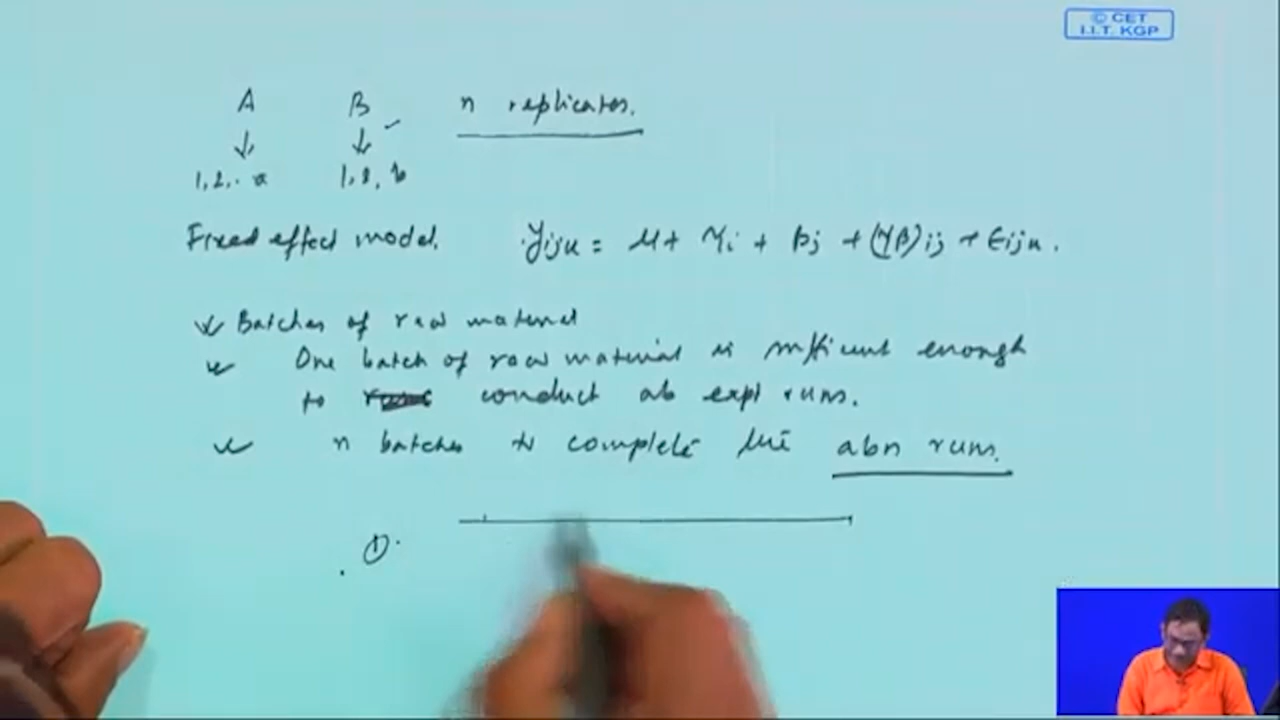 © CET
I.I.T. KGP
A B n replicates.
1, 2, .. a 1, 2, b
Fixed effect model. yijk = μ + τi + βj + (τβ)ij + εijk.
Batches of raw material
One batch of raw material is sufficient enough
to conduct ab expl runs.
n batches to complete the abn runs.
①